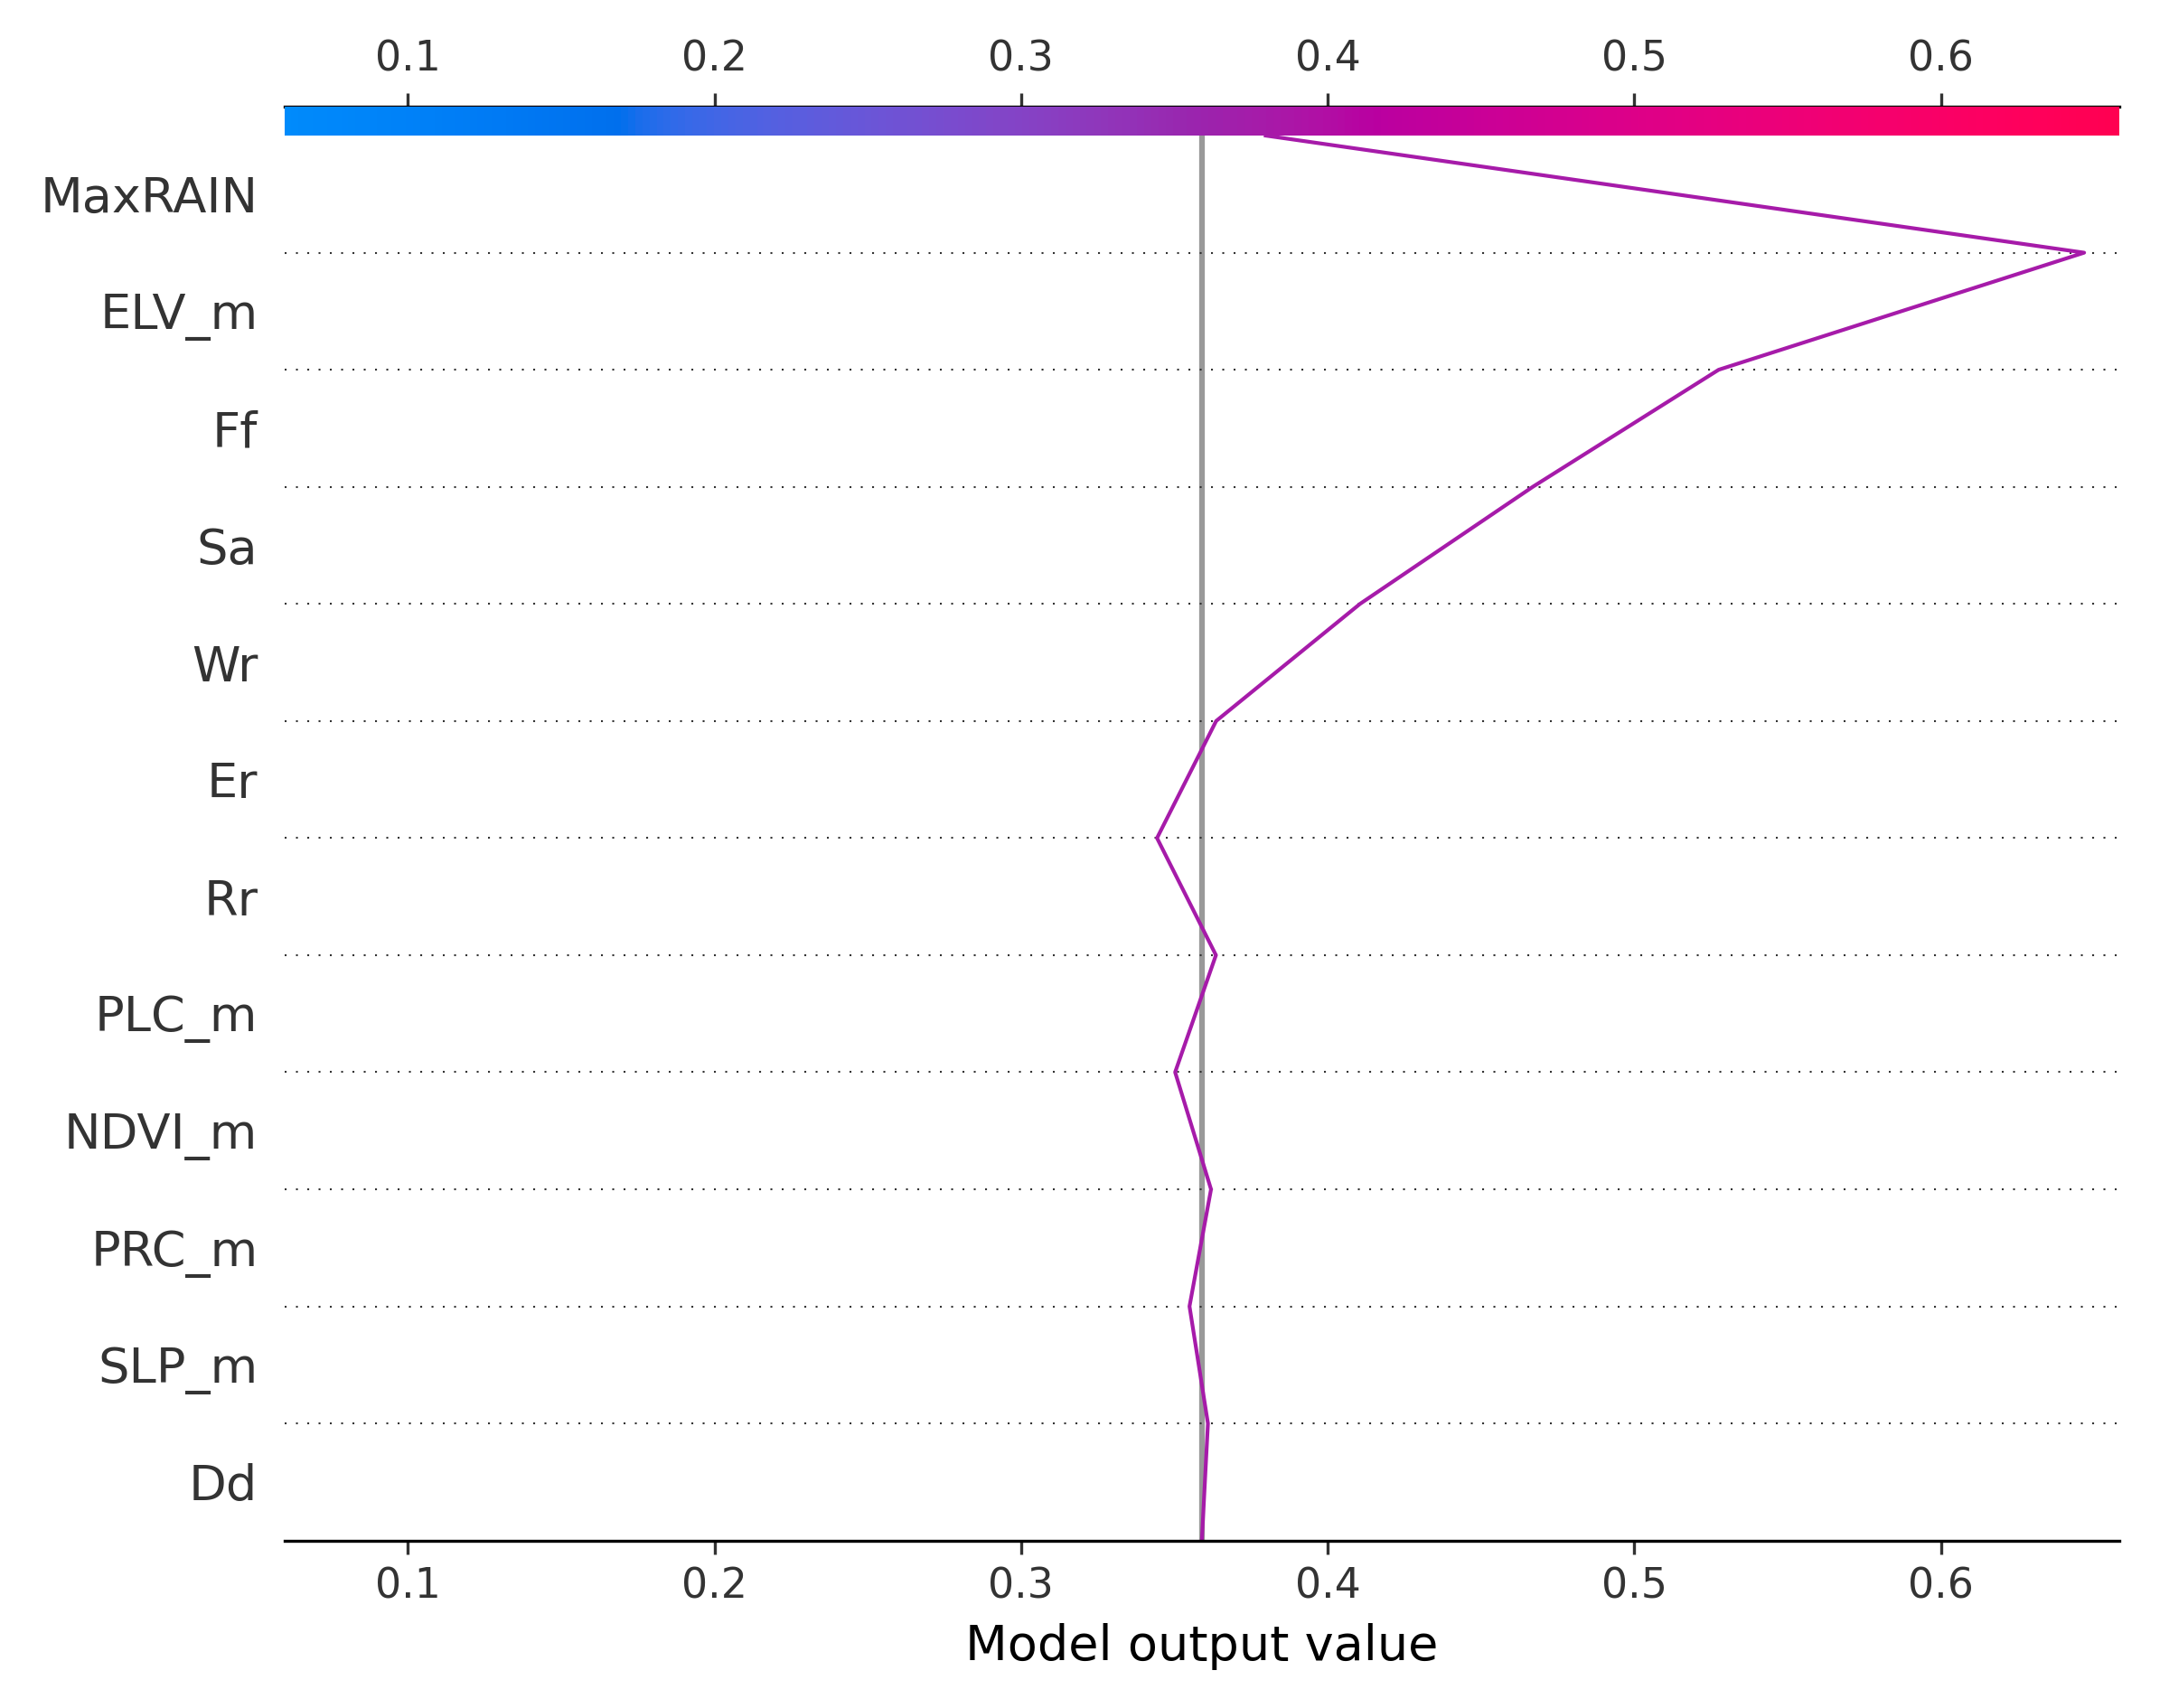 0.1 0.2 0.3 0.4 0.5 0.6
MaxRAIN
ELV_m
Ff
Sa
Wr
Er
Rr
PLC_m
NDVI_m
PRC_m
SLP_m
Dd
0.1 0.2 0.3 0.4 0.5 0.6
Model output value